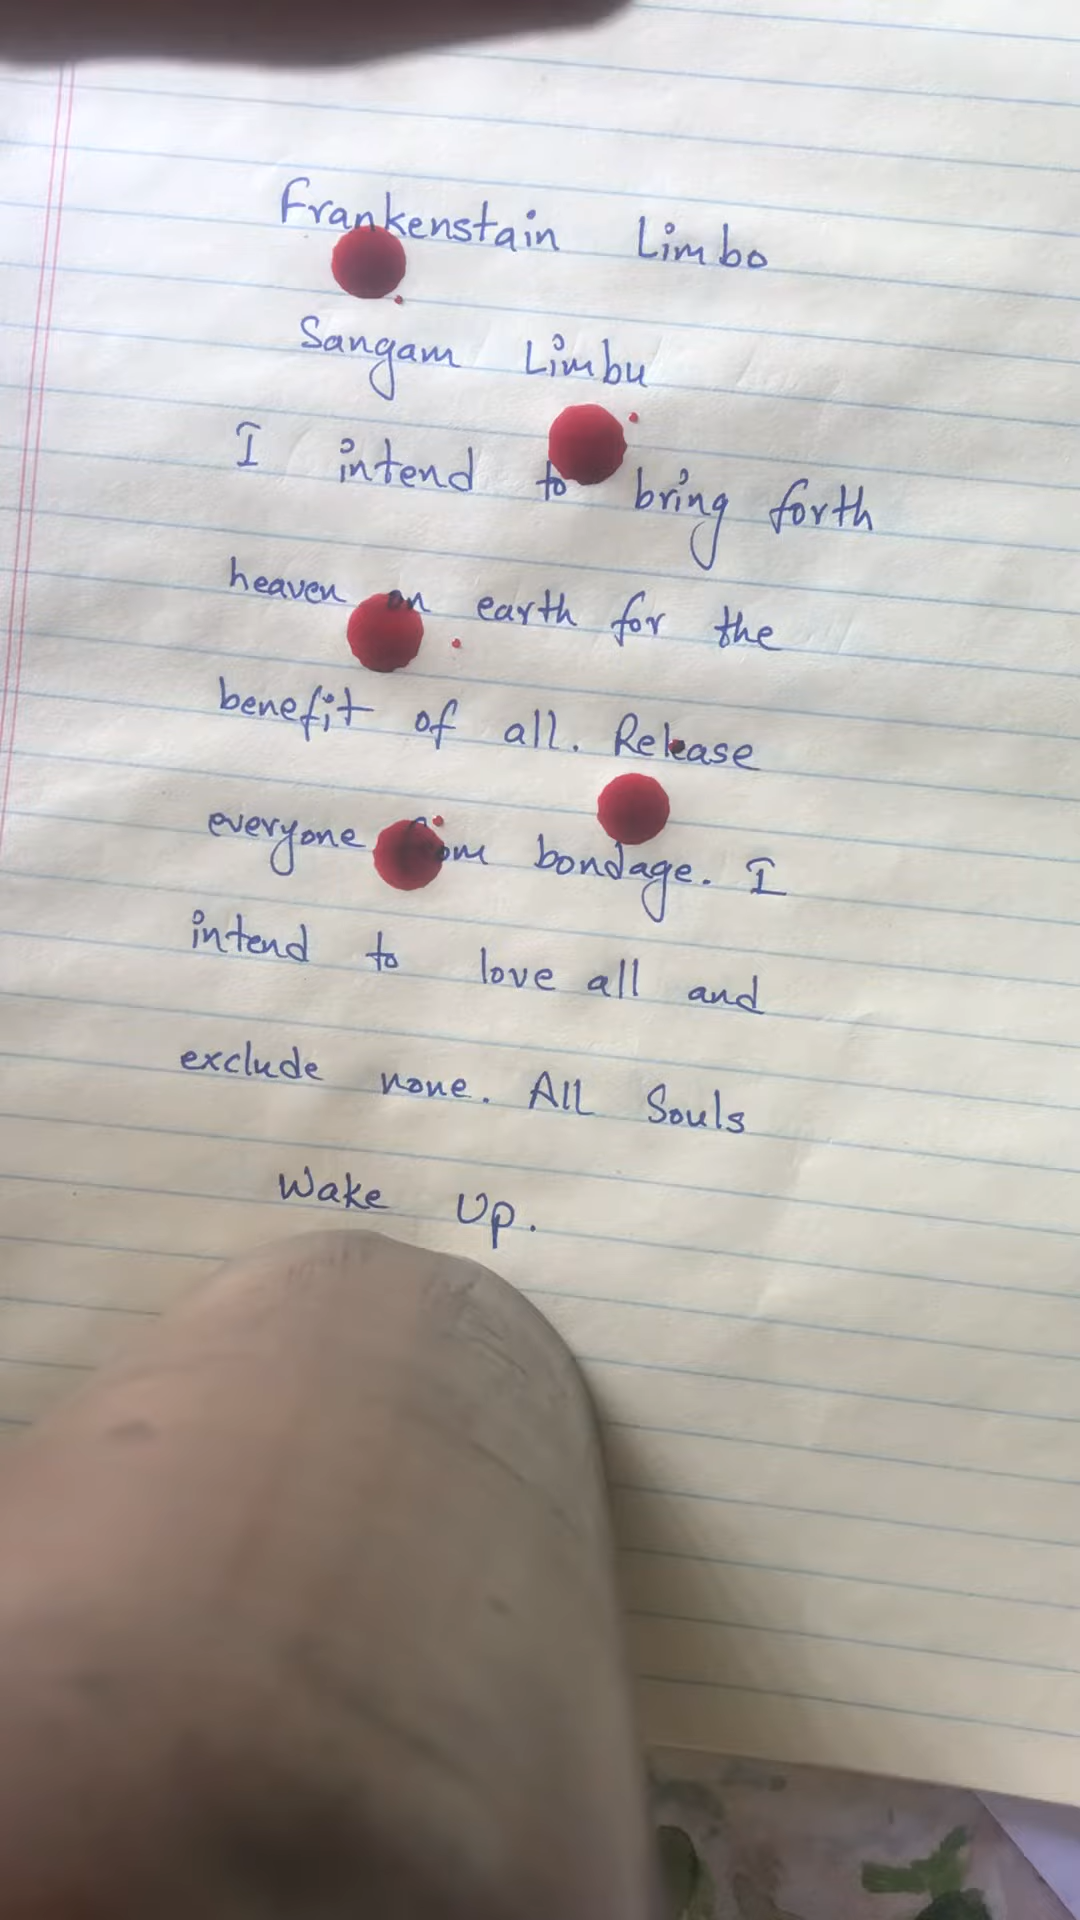 Frankenstain Limbo
Sangam Limbu
I intend to bring forth
heaven on earth for the
benefit of all. Release
everyone from bondage. I
intend to love all and
exclude none. All Souls
Wake Up.